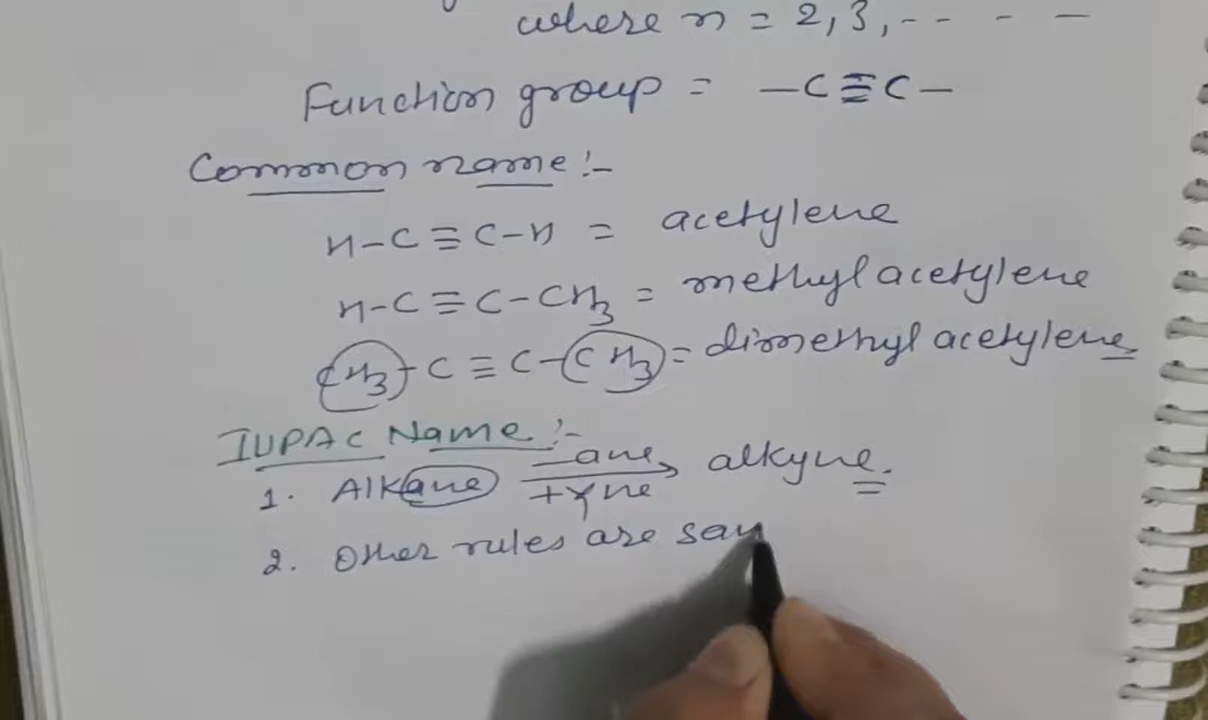 where n = 2, 3, -- - -
Function group = -C≡C-
Common name :-
H-C≡C-H = acetylene
H-C≡C-CH3 = methyl acetylene
CH3-C≡C-CH3 = dimethyl acetylene
IUPAC Name :-
1. Alkane -ane +yne → alkyne.
2. Other rules are